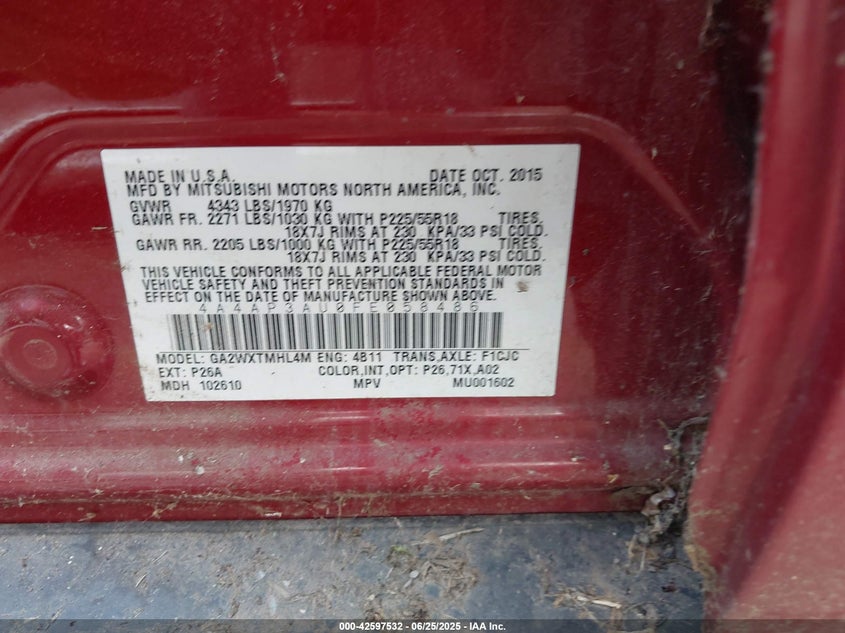 MADE IN U.S.A. DATE OCT. 2015
MFD BY MITSUBISHI MOTORS NORTH AMERICA, INC.
GVWR 4343 LBS/1970 KG
GAWR FR. 2271 LBS/1030 KG WITH P225/55R18 TIRES,
18X7J RIMS AT 230 KPA/33 PSI COLD.
GAWR RR. 2205 LBS/1000 KG WITH P225/55R18 TIRES,
18X7J RIMS AT 230 KPA/33 PSI COLD.
THIS VEHICLE CONFORMS TO ALL APPLICABLE FEDERAL MOTOR
VEHICLE SAFETY AND THEFT PREVENTION STANDARDS IN
EFFECT ON THE DATE OF MANUFACTURE SHOWN ABOVE.
4A4AP3AU0FE058486
MODEL: GA2WXTMHL4M ENG: 4B11 TRANS,AXLE: F1CJC
EXT: P26A COLOR,INT,OPT: P26,71X,A02
MDH 102610 MPV MU001602
000-42597532 - 06/25/2025 - IAA Inc.